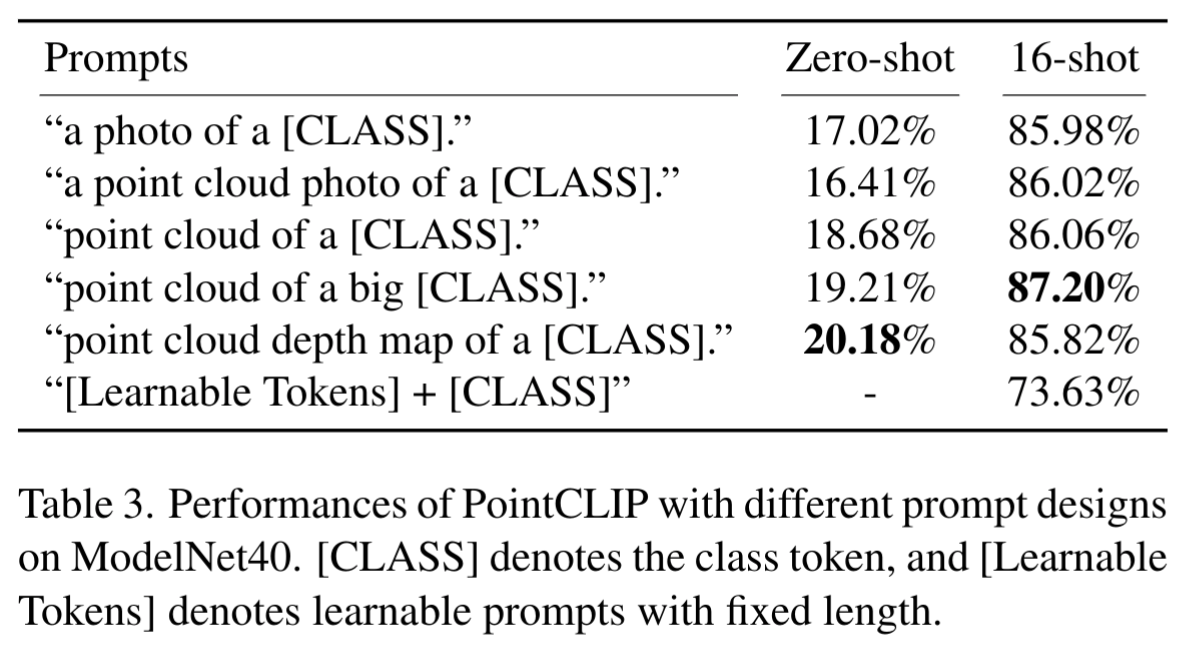 Prompts Zero-shot 16-shot
“a photo of a [CLASS].” 17.02% 85.98%
“a point cloud photo of a [CLASS].” 16.41% 86.02%
“point cloud of a [CLASS].” 18.68% 86.06%
“point cloud of a big [CLASS].” 19.21% 87.20%
“point cloud depth map of a [CLASS].” 20.18% 85.82%
“[Learnable Tokens] + [CLASS]” - 73.63%
Table 3. Performances of PointCLIP with different prompt designs
on ModelNet40. [CLASS] denotes the class token, and [Learnable
Tokens] denotes learnable prompts with fixed length.